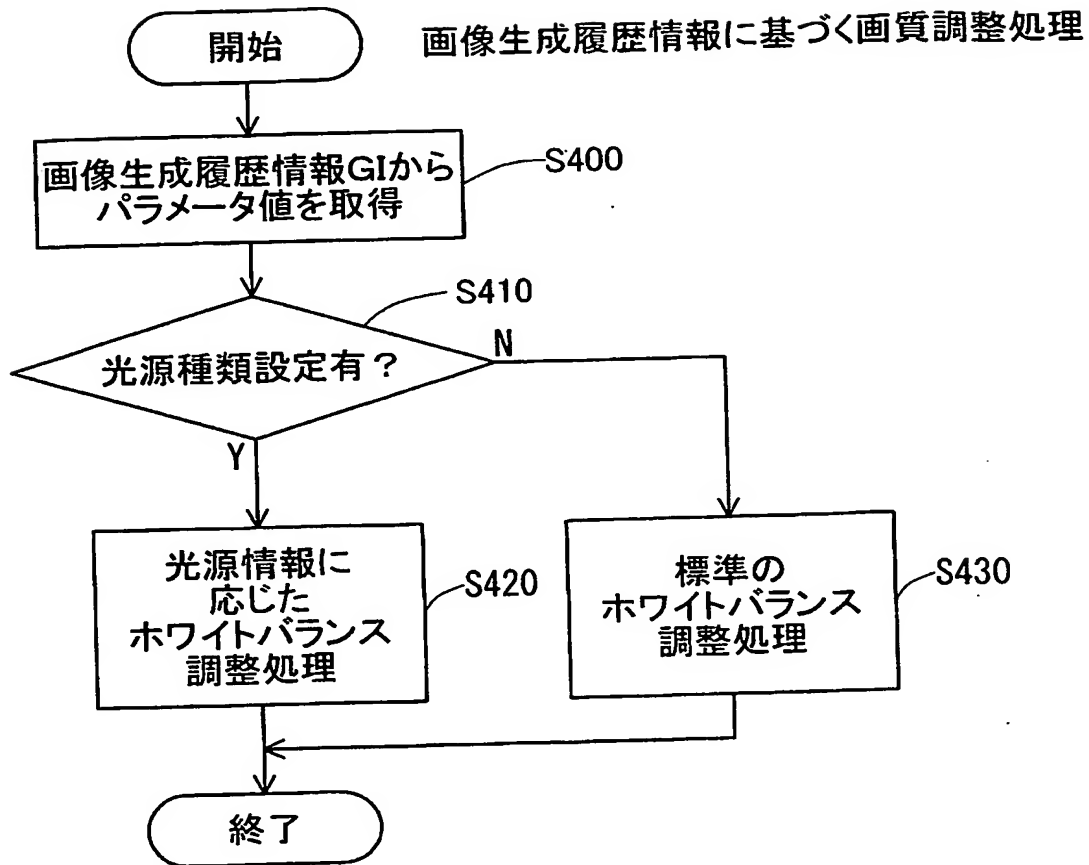 開始
画像生成履歴情報に基づく画質調整処理
画像生成履歴情報GIから
パラメータ値を取得
S400
S410
光源種類設定有?
N
Y
光源情報に
応じた
ホワイトバランス
調整処理
S420
標準の
ホワイトバランス
調整処理
S430
終了